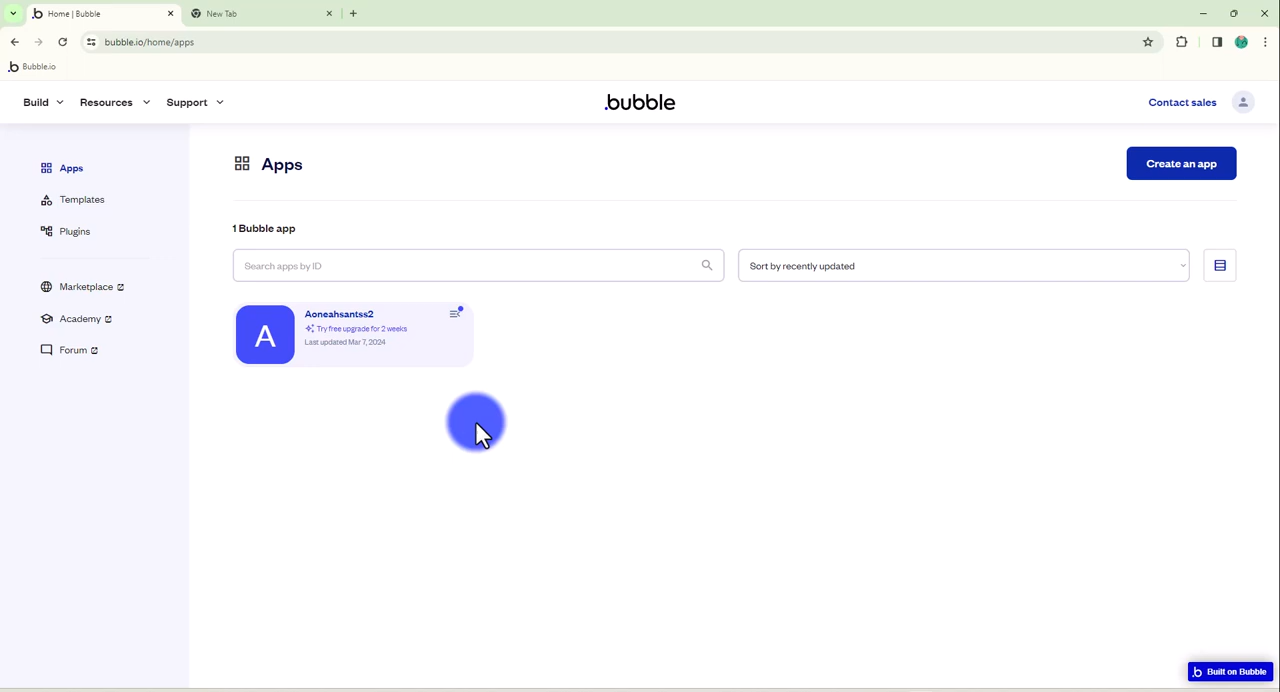 Home | Bubble
New Tab
bubble.io/home/apps
Bubble.io
Build Resources Support
.bubble
Contact sales
Apps
Templates
Plugins
Marketplace
Academy
Forum
Apps
Create an app
1 Bubble app
Search apps by ID
Sort by recently updated
A
Aoneahsantss2
Try free upgrade for 2 weeks
Last updated Mar 7, 2024
Built on Bubble